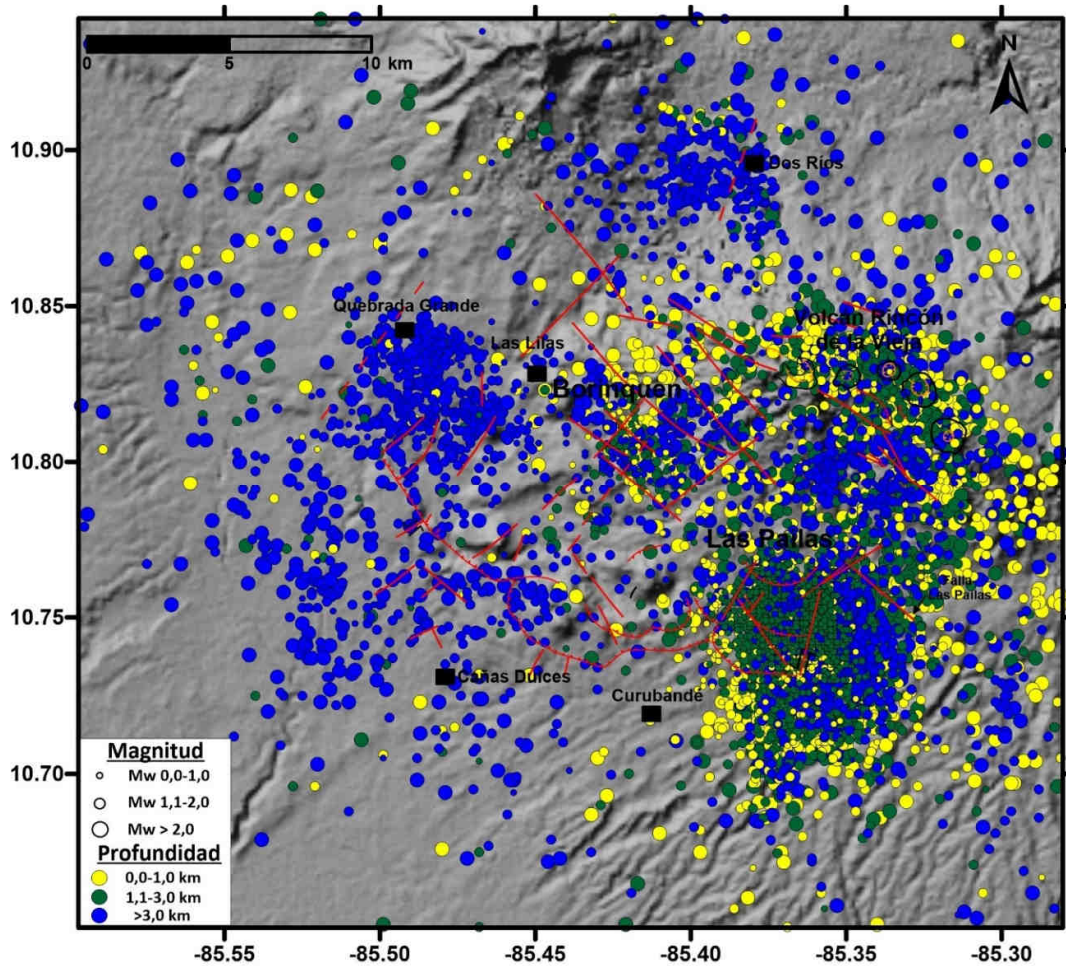 0 5 10 km
N
10.90
Dos Ríos
10.85
Quebrada Grande
Volcán Rincón
de la Vieja
Las Lilas
Borinquen
10.80
Las Pailas
Falla
Las Pailas
10.75
Cañas Dulces
Curubandé
10.70
Magnitud
Mw 0,0-1,0
Mw 1,1-2,0
Mw > 2,0
Profundidad
0,0-1,0 km
1,1-3,0 km
>3,0 km
-85.55 -85.50 -85.45 -85.40 -85.35 -85.30